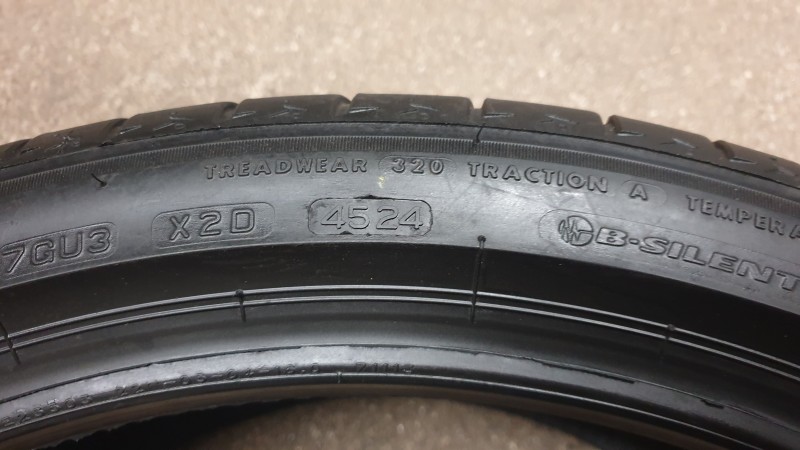 TREADWEAR 320 TRACTION A TEMPERA
7GU3 X2D 4524 B-SILENT